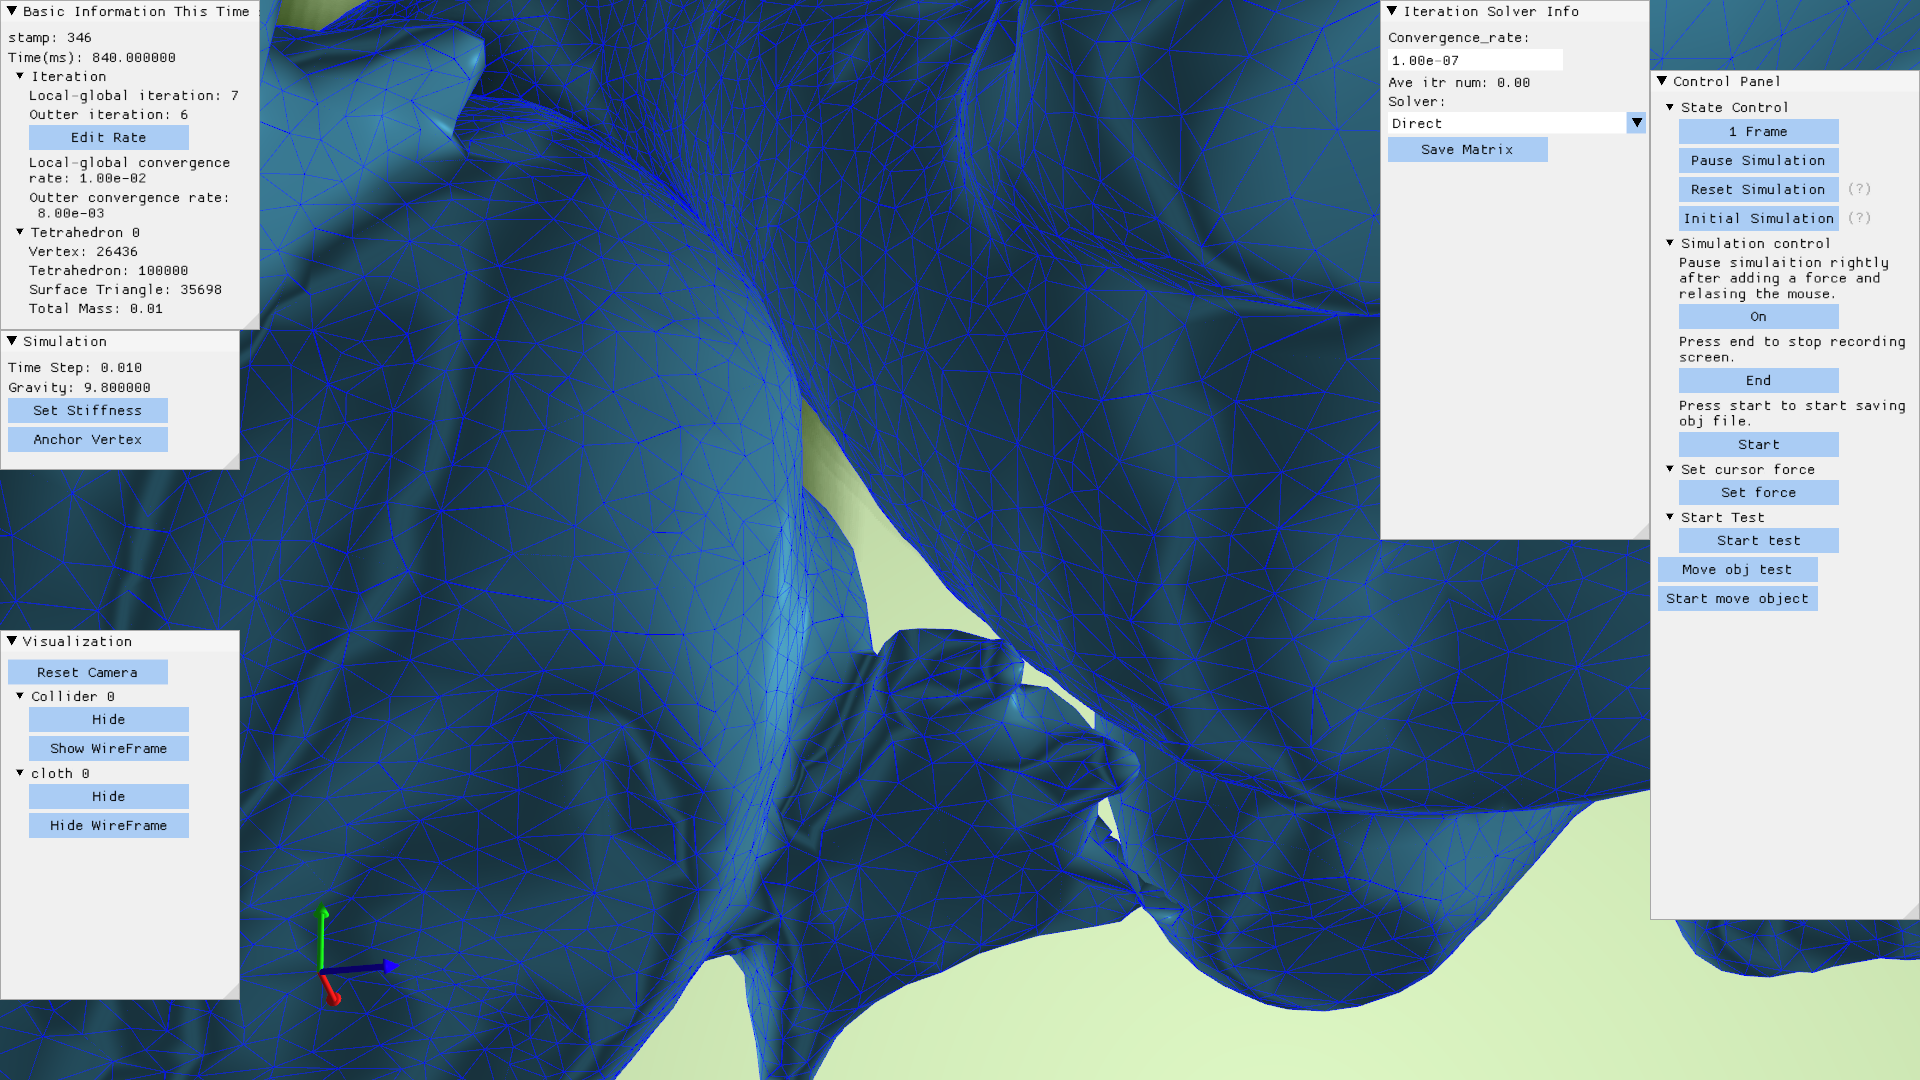 Basic Information This Time
stamp: 346
Time(ms): 840.000000
Iteration
Local-global iteration: 7
Outter iteration: 6
Edit Rate
Local-global convergence
rate: 1.00e-02
Outter convergence rate:
8.00e-03
Tetrahedron 0
Vertex: 26436
Tetrahedron: 100000
Surface Triangle: 35698
Total Mass: 0.01
Simulation
Time Step: 0.010
Gravity: 9.800000
Set Stiffness
Anchor Vertex
Visualization
Reset Camera
Collider 0
Hide
Show WireFrame
cloth 0
Hide
Hide WireFrame
Iteration Solver Info
Convergence_rate:
1.00e-07
Ave itr num: 0.00
Solver:
Direct
Save Matrix
Control Panel
State Control
1 Frame
Pause Simulation
Reset Simulation (?)
Initial Simulation (?)
Simulation control
Pause simulaition rightly
after adding a force and
relasing the mouse.
On
Press end to stop recording
screen.
End
Press start to start saving
obj file.
Start
Set cursor force
Set force
Start Test
Start test
Move obj test
Start move object